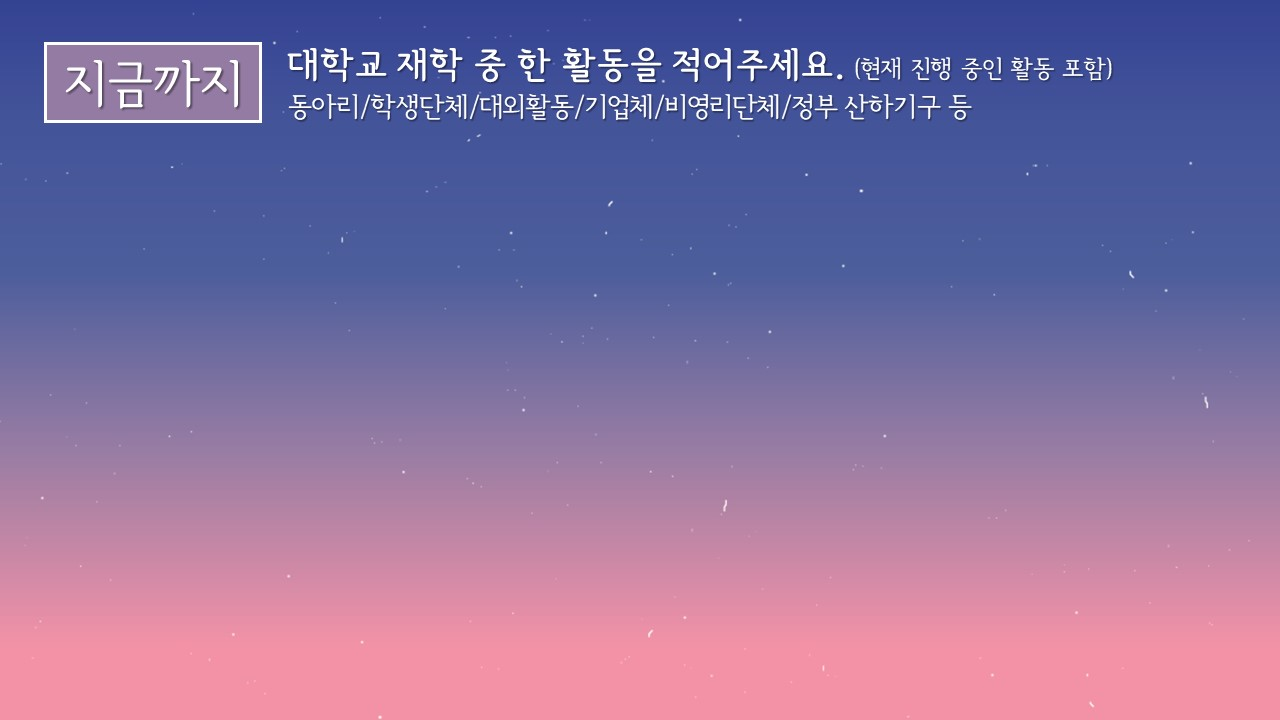 지금까지
대학교 재학 중 한 활동을 적어주세요. (현재 진행 중인 활동 포함)
동아리/학생단체/대외활동/기업체/비영리단체/정부 산하기구 등